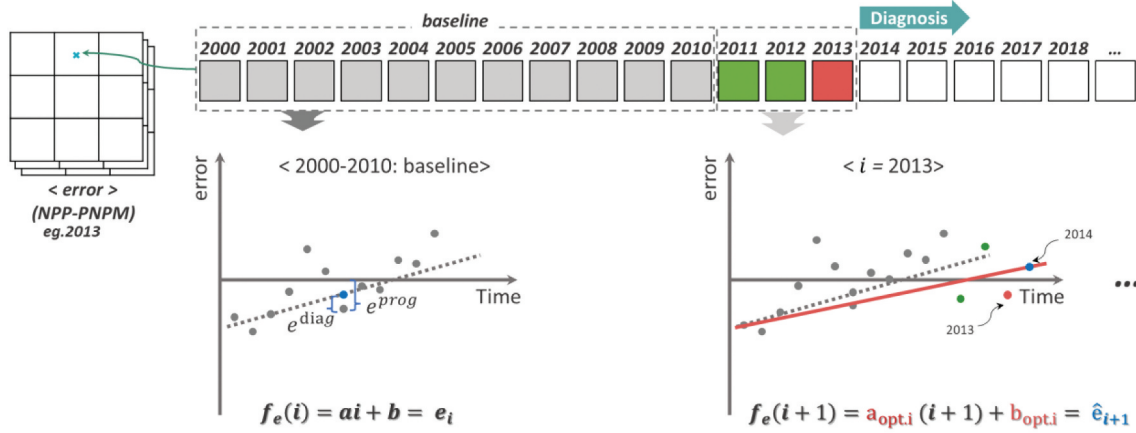 baseline
Diagnosis
2000 2001 2002 2003 2004 2005 2006 2007 2008 2009 2010 2011 2012 2013 2014 2015 2016 2017 2018 ...
< error >
(NPP-PNPM)
eg.2013
error
< 2000-2010: baseline>
Time
e^diag
e^prog
f_e(i) = ai + b = e_i
error
< i = 2013>
2014
Time
2013
...
f_e(i + 1) = a_opt.i (i + 1) + b_opt.i = ê_i+1